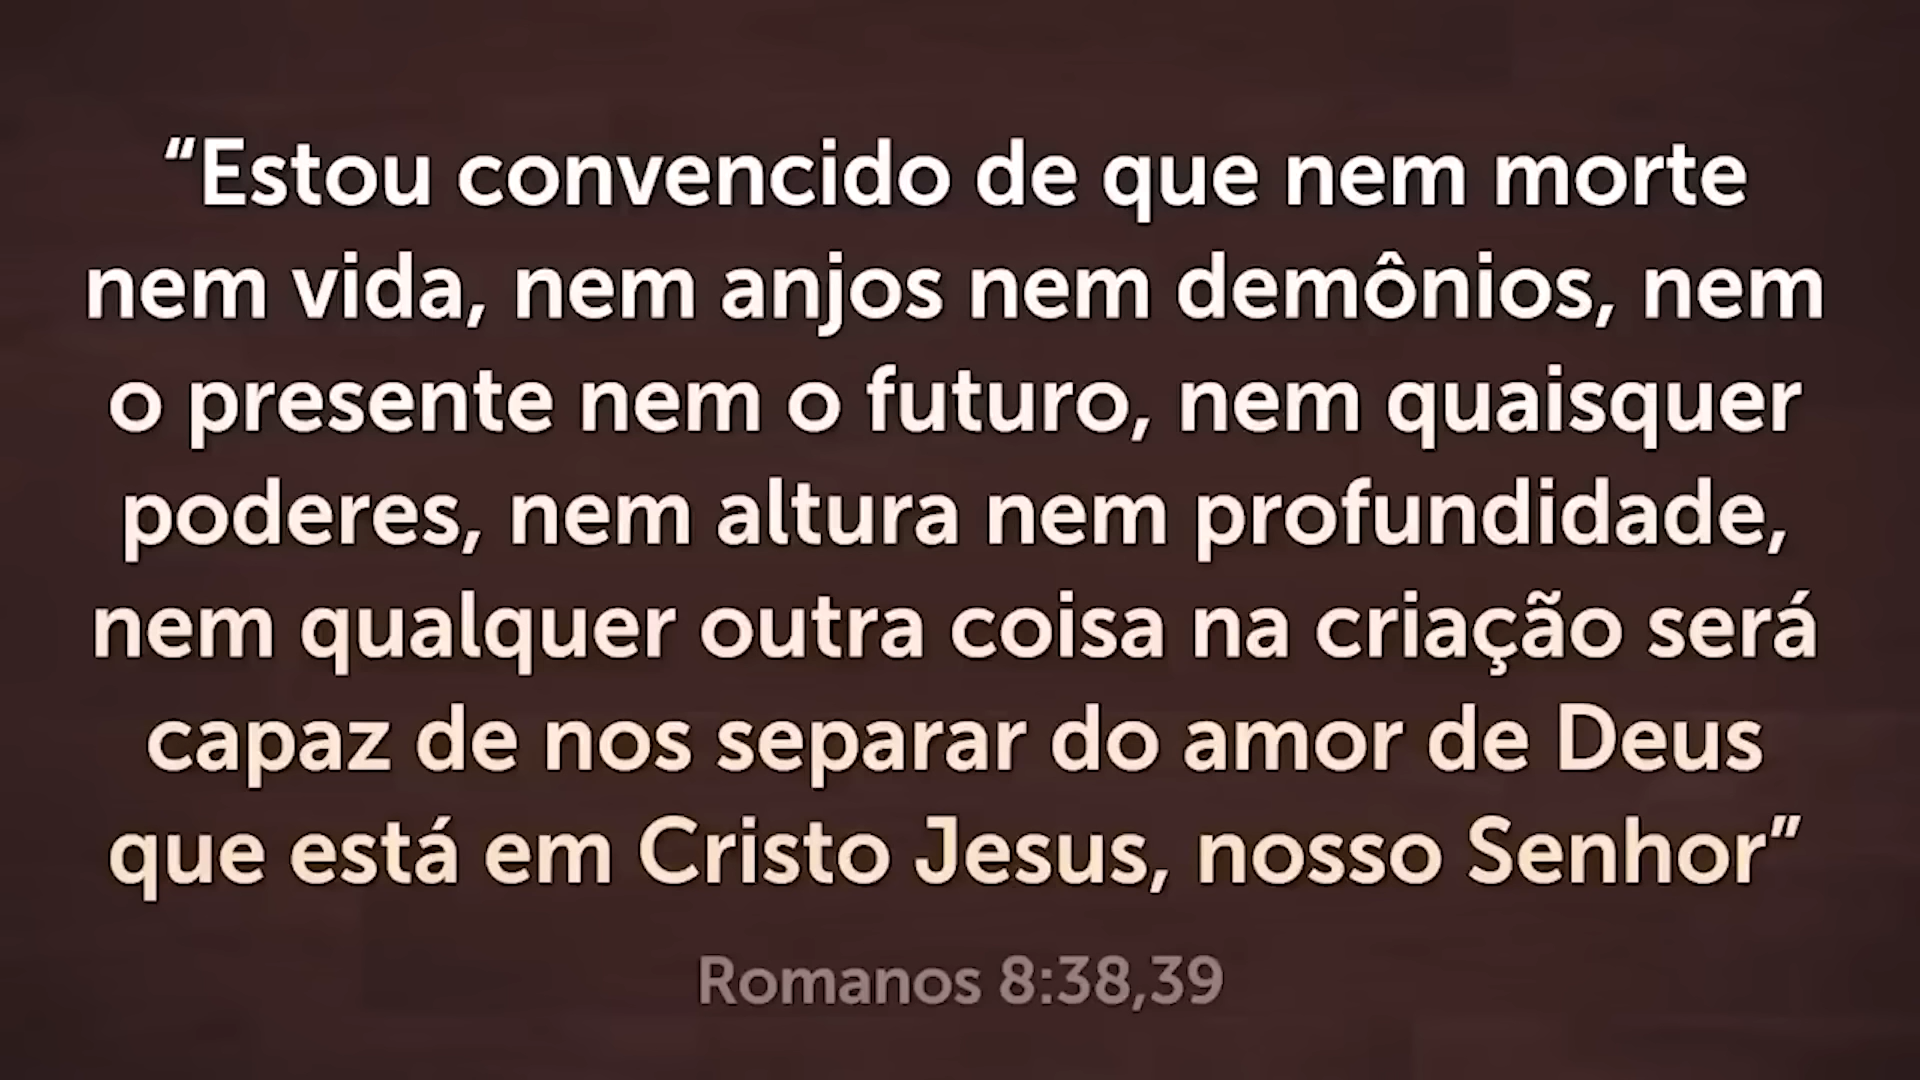 “Estou convencido de que nem morte
nem vida, nem anjos nem demônios, nem
o presente nem o futuro, nem quaisquer
poderes, nem altura nem profundidade,
nem qualquer outra coisa na criação será
capaz de nos separar do amor de Deus
que está em Cristo Jesus, nosso Senhor”
Romanos 8:38,39